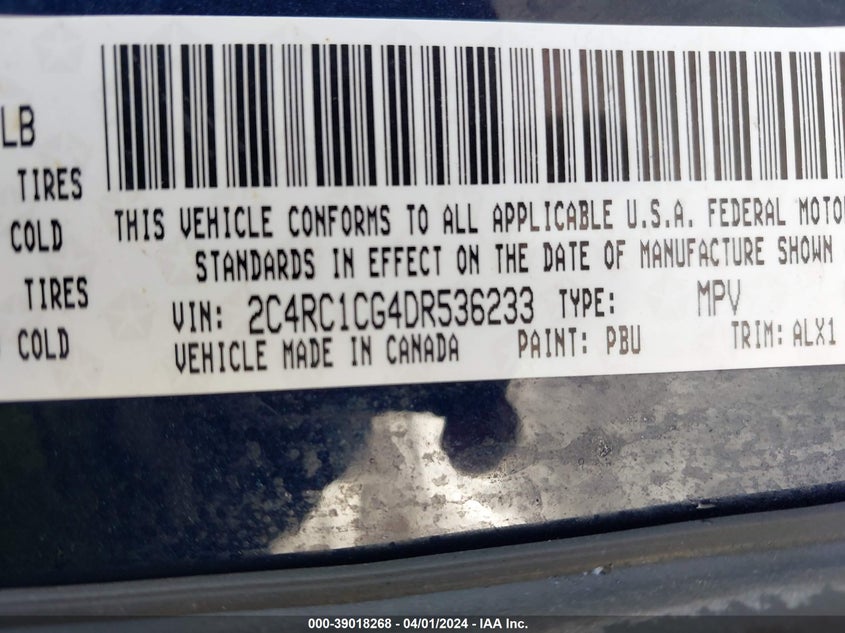 LB
TIRES
COLD
TIRES
COLD
THIS VEHICLE CONFORMS TO ALL APPLICABLE U.S.A. FEDERAL MOTO
STANDARDS IN EFFECT ON THE DATE OF MANUFACTURE SHOWN
VIN: 2C4RC1CG4DR536233 TYPE: MPV
VEHICLE MADE IN CANADA PAINT: PBU TRIM: ALX1
000-39018268 - 04/01/2024 - IAA Inc.